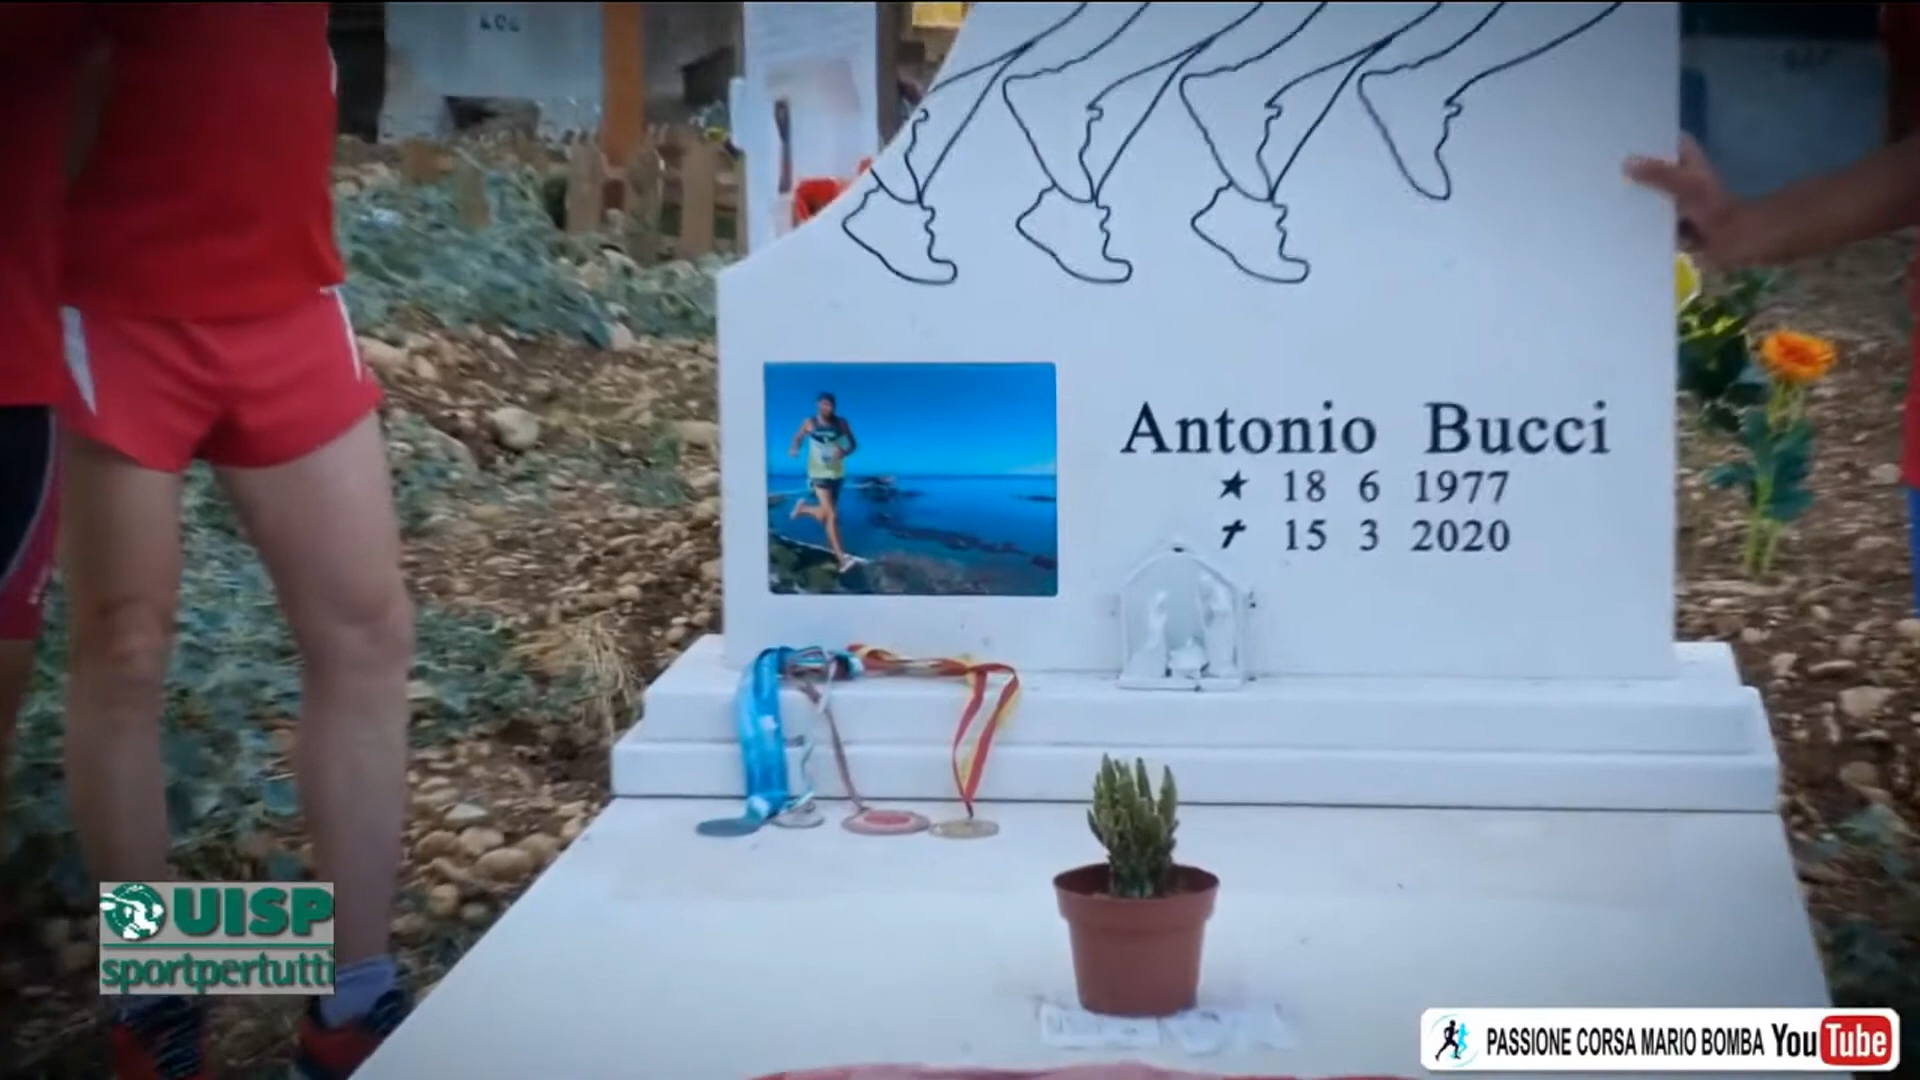 Antonio Bucci
★ 18 6 1977
✝ 15 3 2020
UISP
sportpertutti
PASSIONE CORSA MARIO BOMBA YouTube